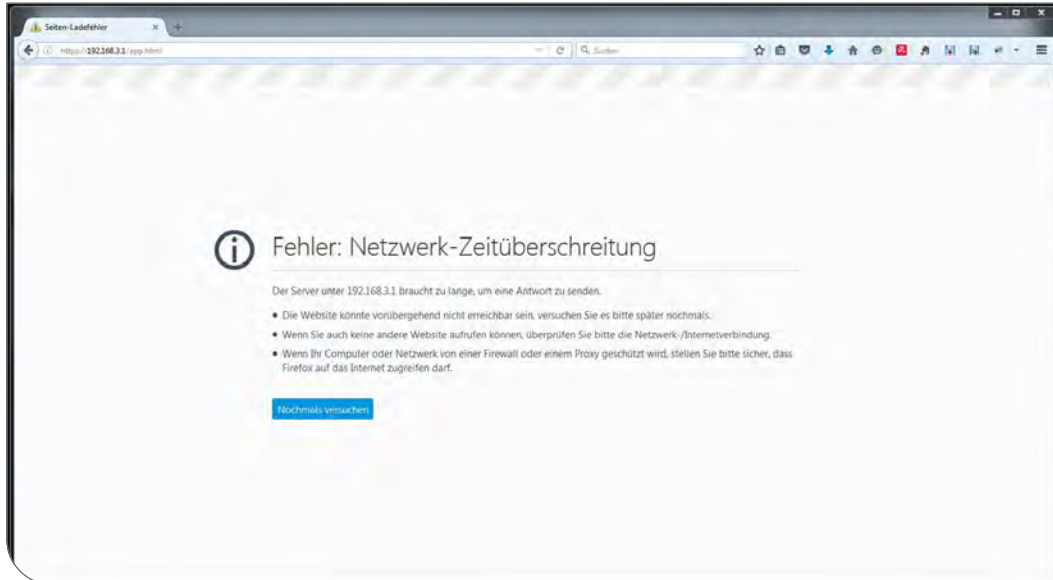 Seiten-Ladefehler
https://192.168.3.1/app.html
Suchen
Fehler: Netzwerk-Zeitüberschreitung
Der Server unter 192.168.3.1 braucht zu lange, um eine Antwort zu senden.
• Die Website könnte vorübergehend nicht erreichbar sein, versuchen Sie es bitte später nochmals.
• Wenn Sie auch keine andere Website aufrufen können, überprüfen Sie bitte die Netzwerk-/Internetverbindung.
• Wenn Ihr Computer oder Netzwerk von einer Firewall oder einem Proxy geschützt wird, stellen Sie bitte sicher, dass
Firefox auf das Internet zugreifen darf.
Nochmals versuchen